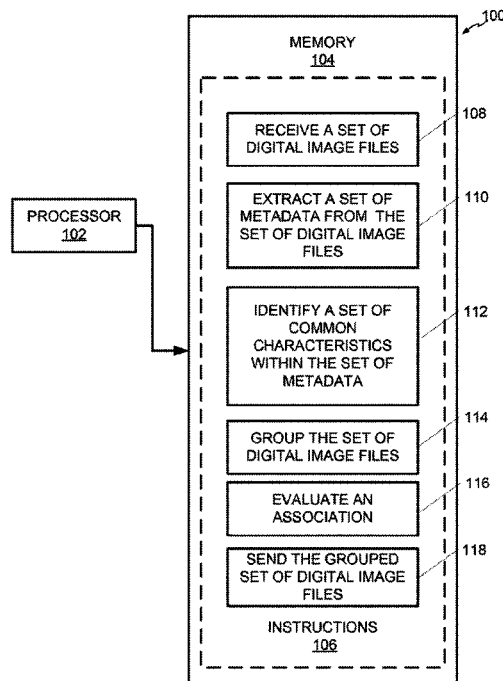 100
MEMORY
104
RECEIVE A SET OF
DIGITAL IMAGE FILES
108
EXTRACT A SET OF
METADATA FROM THE
SET OF DIGITAL IMAGE
FILES
110
PROCESSOR
102
IDENTIFY A SET OF
COMMON
CHARACTERISTICS
WITHIN THE SET OF
METADATA
112
GROUP THE SET OF
DIGITAL IMAGE FILES
114
EVALUATE AN
ASSOCIATION
116
SEND THE GROUPED
SET OF DIGITAL IMAGE
FILES
118
INSTRUCTIONS
106